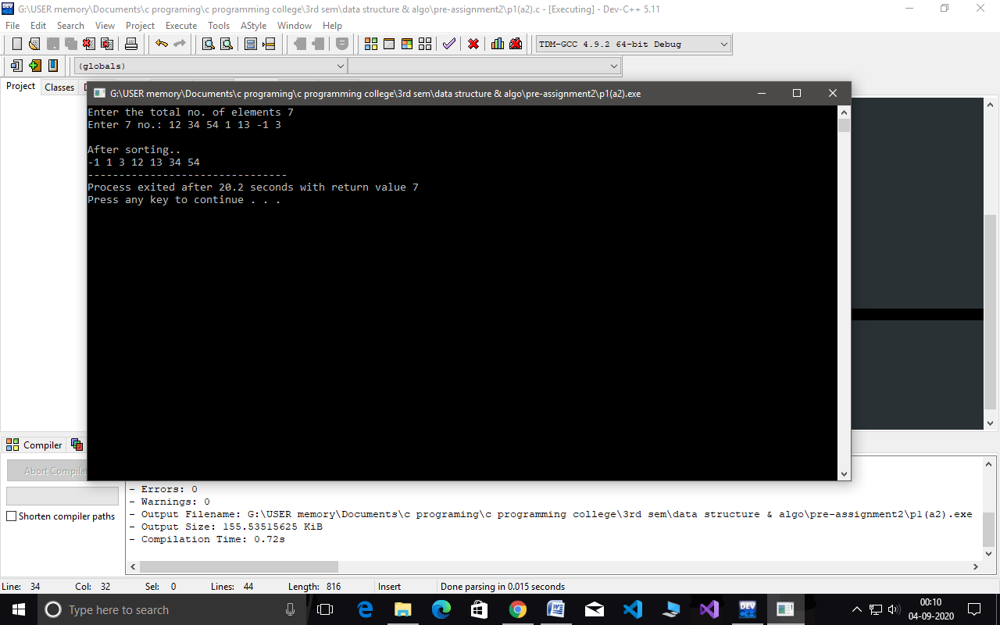 G:\USER memory\Documents\c programing\c programming college\3rd sem\data structure & algo\pre-assignment2\p1(a2).c - [Executing] - Dev-C++ 5.11
File Edit Search View Project Execute Tools AStyle Window Help
TDM-GCC 4.9.2 64-bit Debug
(globals)
Project Classes
G:\USER memory\Documents\c programing\c programming college\3rd sem\data structure & algo\pre-assignment2\p1(a2).exe
Enter the total no. of elements 7
Enter 7 no.: 12 34 54 1 13 -1 3
After sorting..
-1 1 3 12 13 34 54
--------------------------------
Process exited after 20.2 seconds with return value 7
Press any key to continue . . .
Compiler
Abort Compila
- Errors: 0
- Warnings: 0
Shorten compiler paths
- Output Filename: G:\USER memory\Documents\c programing\c programming college\3rd sem\data structure & algo\pre-assignment2\p1(a2).exe
- Output Size: 155.53515625 KiB
- Compilation Time: 0.72s
Line: 34 Col: 32 Sel: 0 Lines: 44 Length: 816 Insert Done parsing in 0.015 seconds
Type here to search
DEV
00:10
04-09-2020